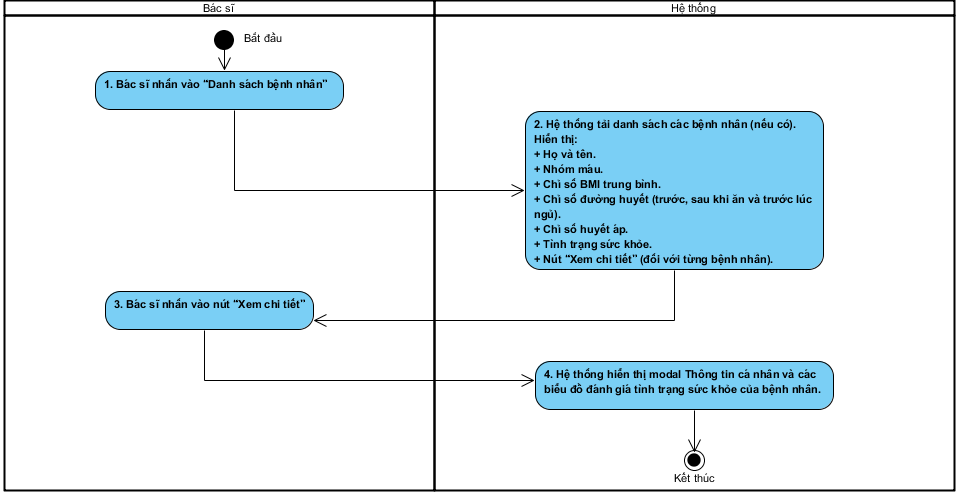 Bác sĩ
Hệ thống
Bắt đầu
1. Bác sĩ nhấn vào “Danh sách bệnh nhân”
2. Hệ thống tải danh sách các bệnh nhân (nếu có).
Hiển thị:
+ Họ và tên.
+ Nhóm máu.
+ Chỉ số BMI trung bình.
+ Chỉ số đường huyết (trước, sau khi ăn và trước lúc
ngủ).
+ Chỉ số huyết áp.
+ Tình trạng sức khỏe.
+ Nút “Xem chi tiết” (đối với từng bệnh nhân).
3. Bác sĩ nhấn vào nút “Xem chi tiết”
4. Hệ thống hiển thị modal Thông tin cá nhân và các
biểu đồ đánh giá tình trạng sức khỏe của bệnh nhân.
Kết thúc